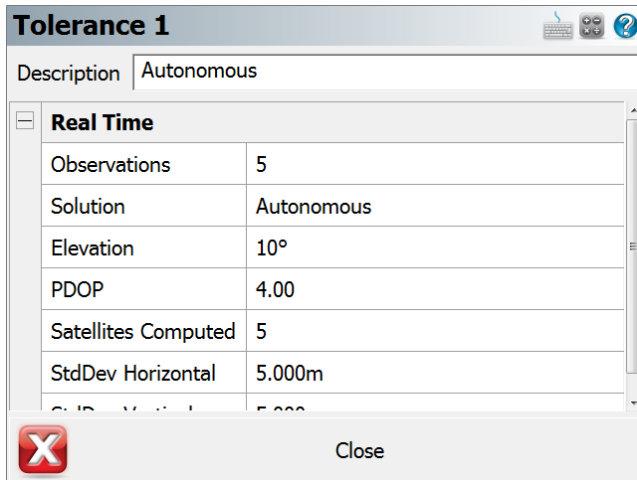 Tolerance 1
Description Autonomous
Real Time
Observations 5
Solution Autonomous
Elevation 10°
PDOP 4.00
Satellites Computed 5
StdDev Horizontal 5.000m
Close